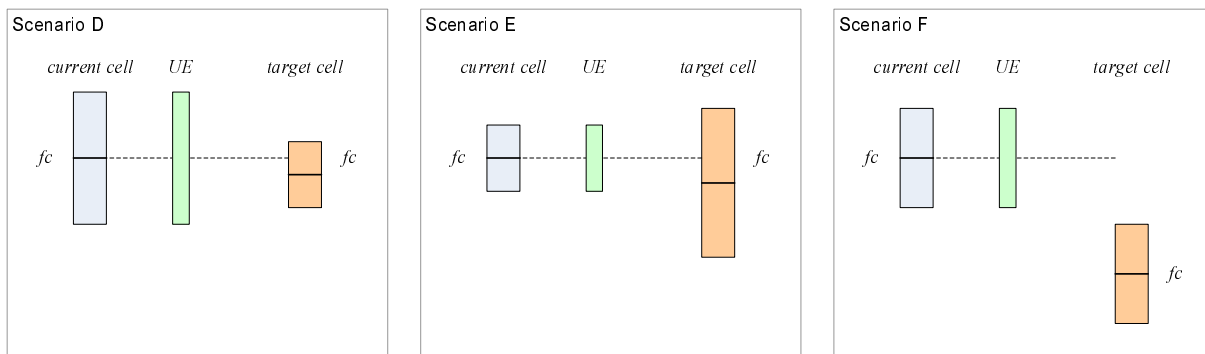 Scenario D
current cell UE target cell
fc fc
Scenario E
current cell UE target cell
fc fc
Scenario F
current cell UE target cell
fc
fc